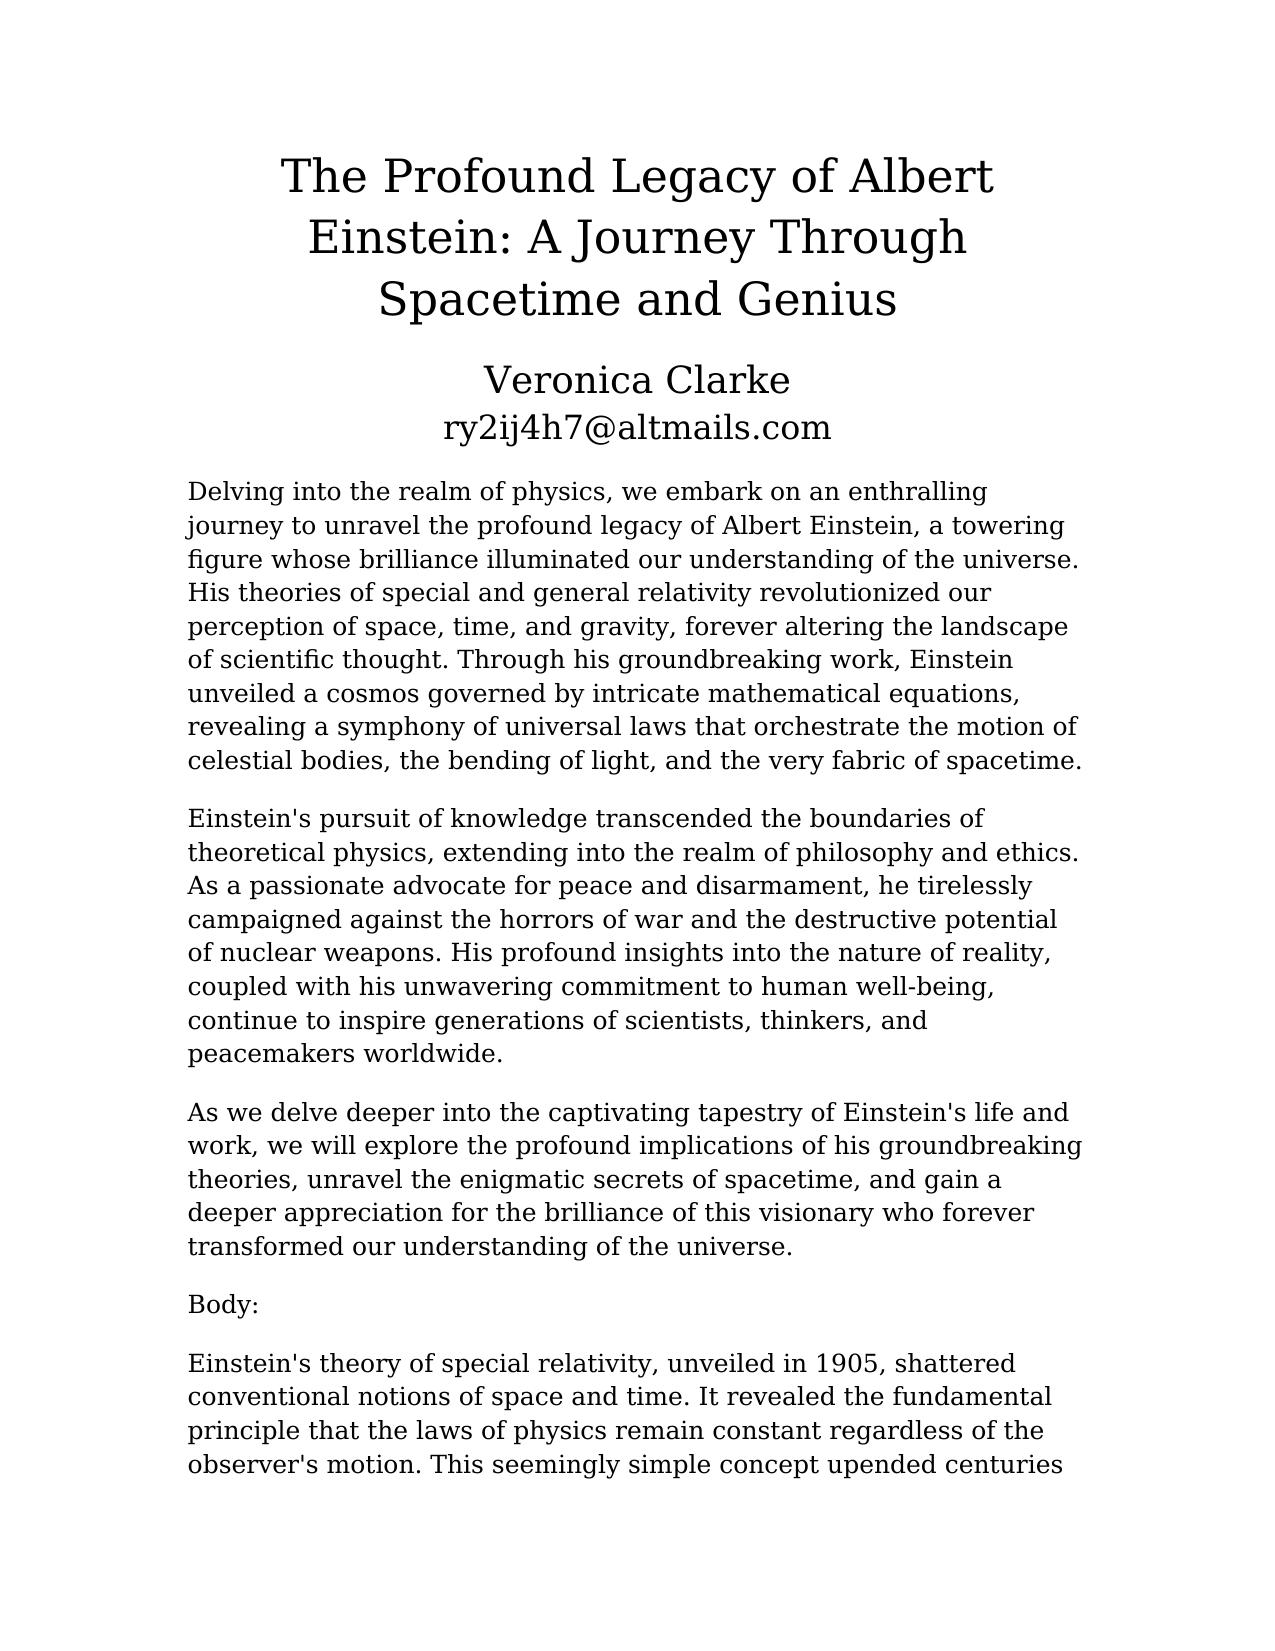 The Profound Legacy of Albert
Einstein: A Journey Through
Spacetime and Genius
Veronica Clarke
ry2ij4h7@altmails.com
Delving into the realm of physics, we embark on an enthralling
journey to unravel the profound legacy of Albert Einstein, a towering
figure whose brilliance illuminated our understanding of the universe.
His theories of special and general relativity revolutionized our
perception of space, time, and gravity, forever altering the landscape
of scientific thought. Through his groundbreaking work, Einstein
unveiled a cosmos governed by intricate mathematical equations,
revealing a symphony of universal laws that orchestrate the motion of
celestial bodies, the bending of light, and the very fabric of spacetime.
Einstein's pursuit of knowledge transcended the boundaries of
theoretical physics, extending into the realm of philosophy and ethics.
As a passionate advocate for peace and disarmament, he tirelessly
campaigned against the horrors of war and the destructive potential
of nuclear weapons. His profound insights into the nature of reality,
coupled with his unwavering commitment to human well-being,
continue to inspire generations of scientists, thinkers, and
peacemakers worldwide.
As we delve deeper into the captivating tapestry of Einstein's life and
work, we will explore the profound implications of his groundbreaking
theories, unravel the enigmatic secrets of spacetime, and gain a
deeper appreciation for the brilliance of this visionary who forever
transformed our understanding of the universe.
Body:
Einstein's theory of special relativity, unveiled in 1905, shattered
conventional notions of space and time. It revealed the fundamental
principle that the laws of physics remain constant regardless of the
observer's motion. This seemingly simple concept upended centuries